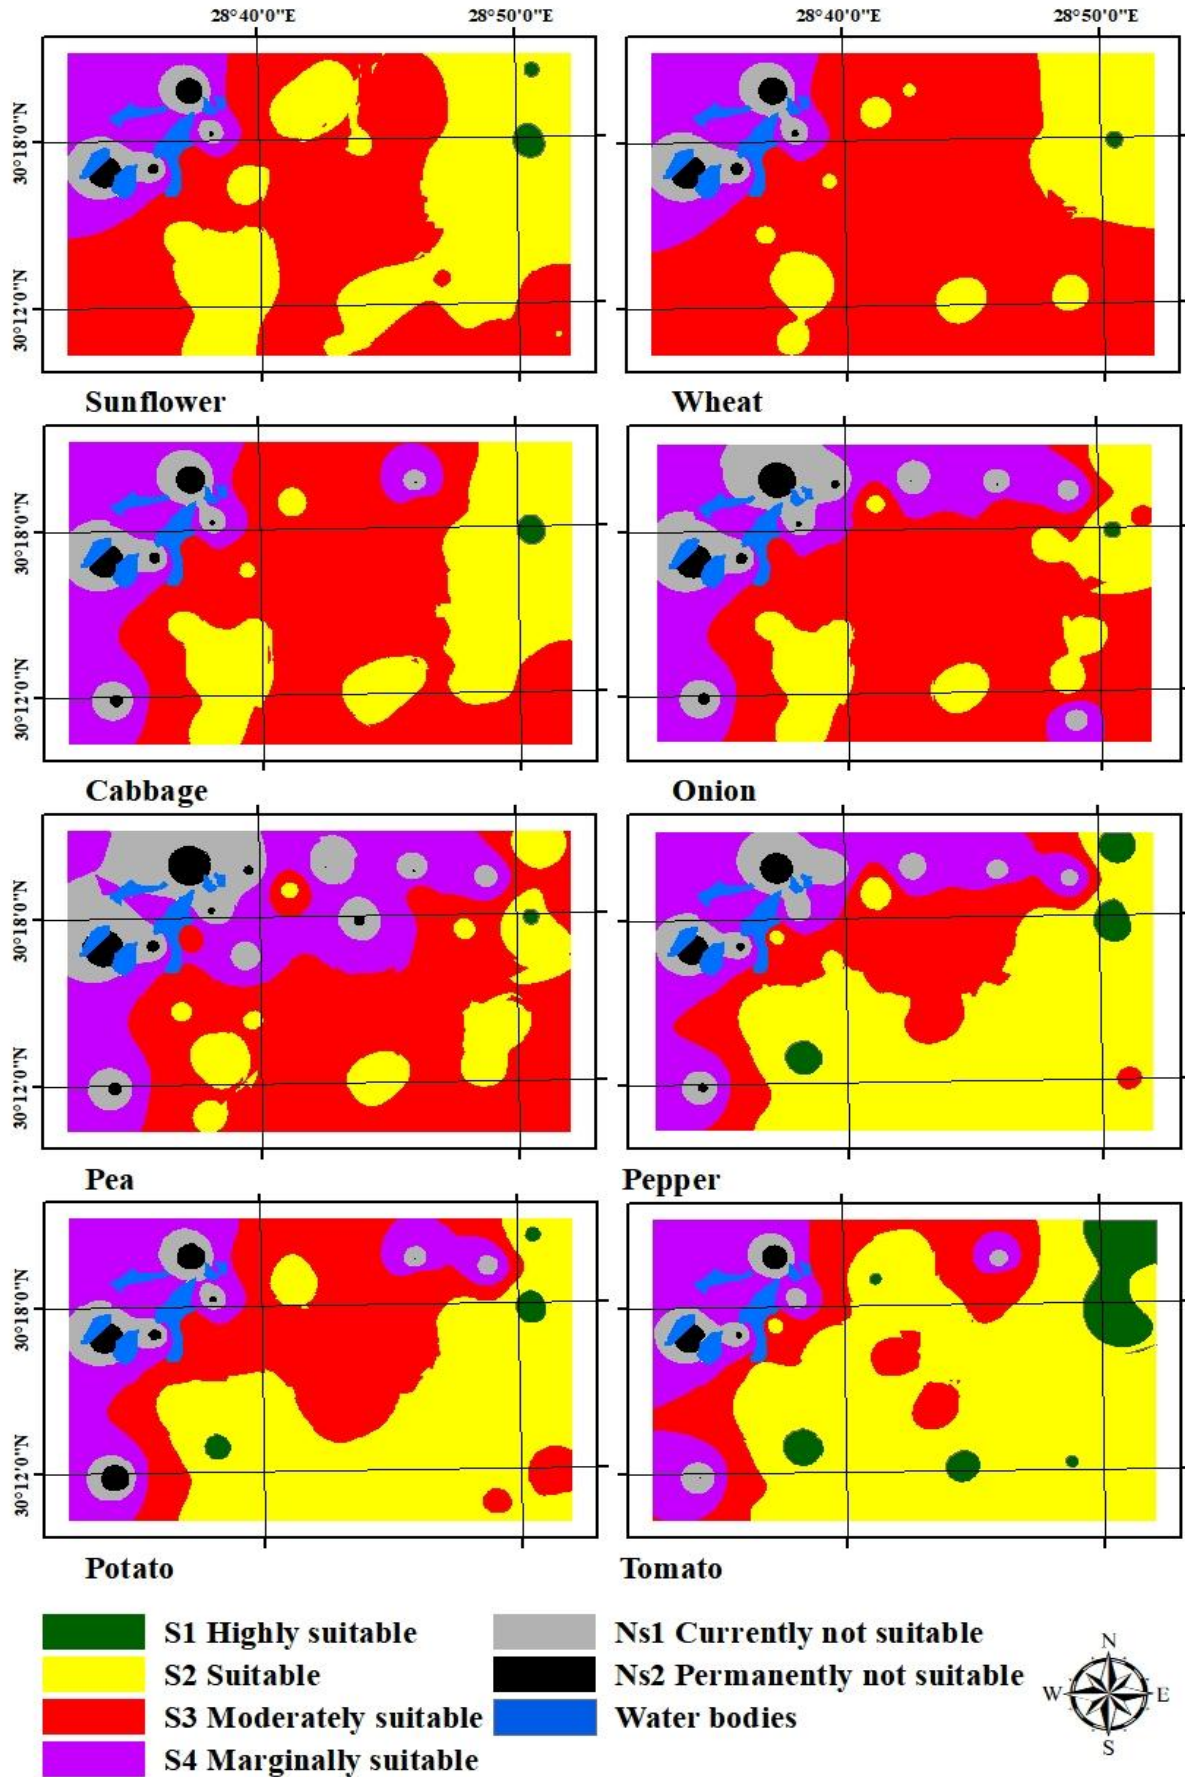 28°40'0"E 28°50'0"E 28°40'0"E 28°50'0"E
30°18'0"N
30°12'0"N
Sunflower Wheat
30°18'0"N
30°12'0"N
Cabbage Onion
30°18'0"N
30°12'0"N
Pea Pepper
30°18'0"N
30°12'0"N
Potato Tomato
S1 Highly suitable Ns1 Currently not suitable
S2 Suitable Ns2 Permanently not suitable
S3 Moderately suitable Water bodies
S4 Marginally suitable
N
W E
S